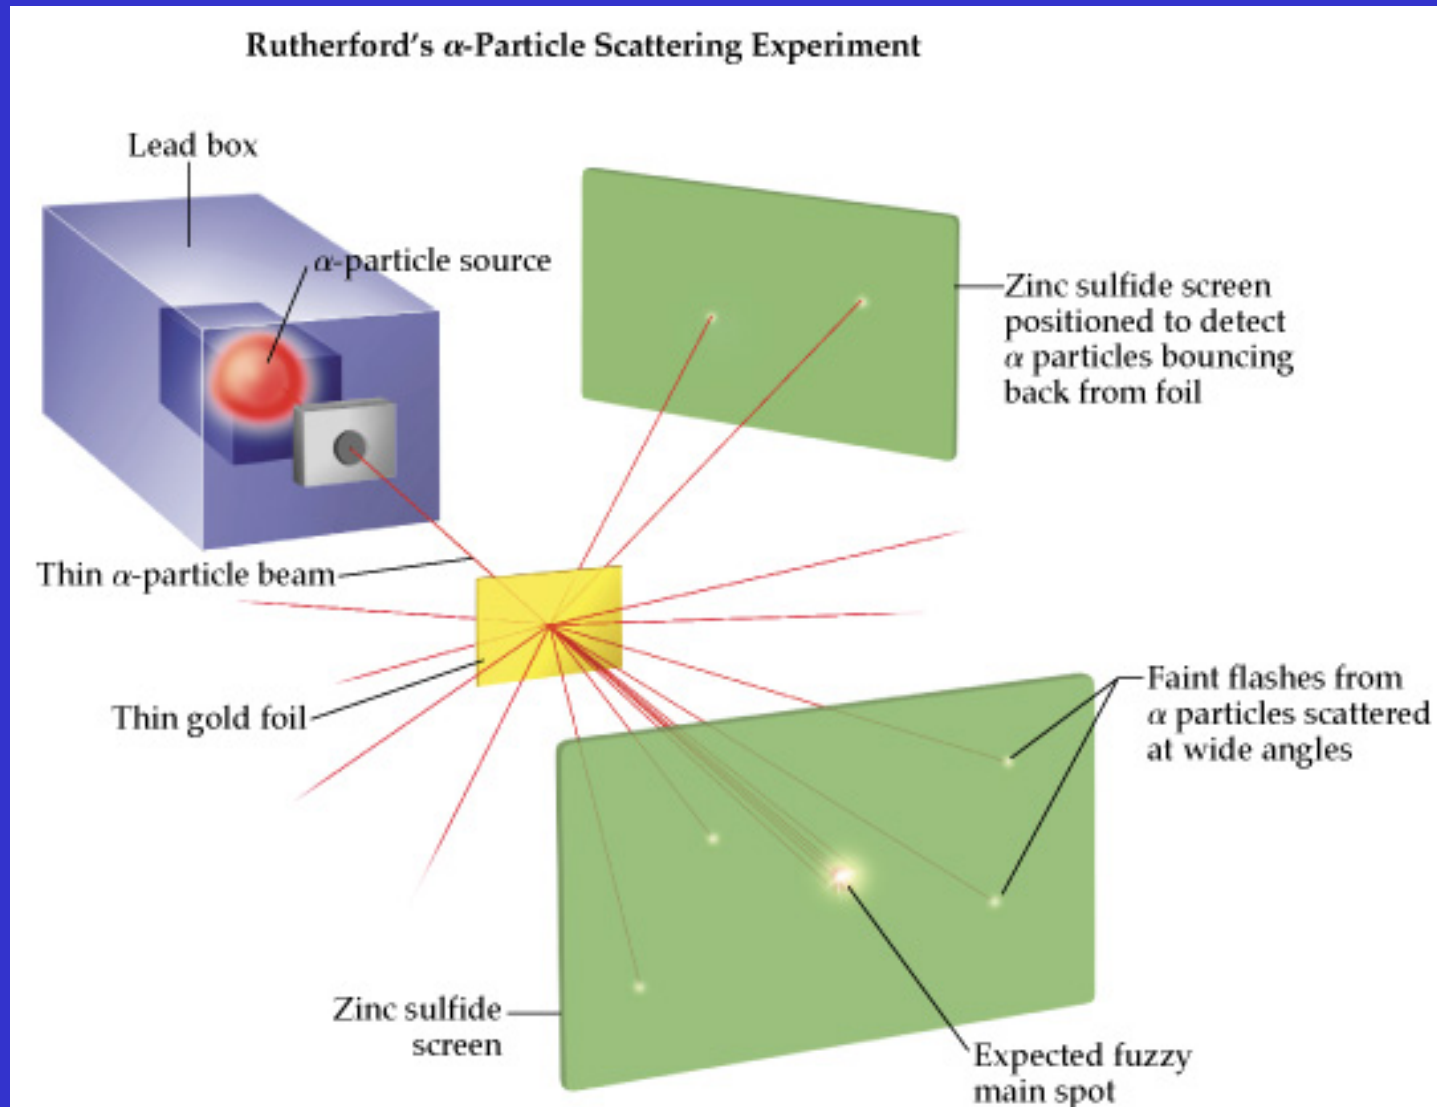 Rutherford's α-Particle Scattering Experiment
Lead box
α-particle source
Zinc sulfide screen
positioned to detect
α particles bouncing
back from foil
Thin α-particle beam
Thin gold foil
Faint flashes from
α particles scattered
at wide angles
Zinc sulfide
screen
Expected fuzzy
main spot